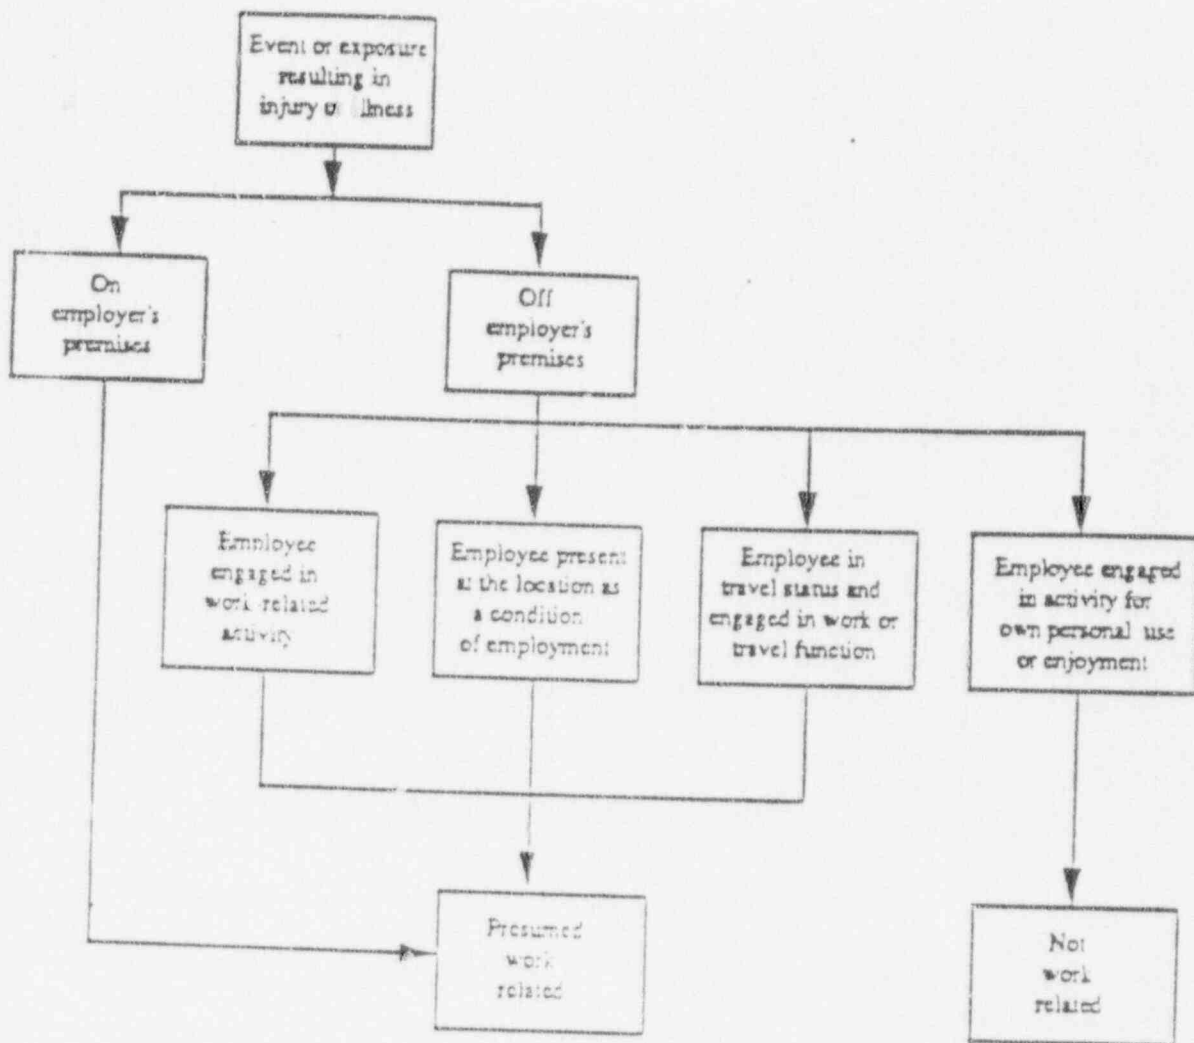 Event or exposure
resulting in
injury or illness
On
employer's
premises
Off
employer's
premises
Employee
engaged in
work-related
activity
Employee present
at the location as
a condition
of employment
Employee in
travel status and
engaged in work or
travel function
Employee engaged
in activity for
own personal use
or enjoyment
Presumed
work
related
Not
work
related